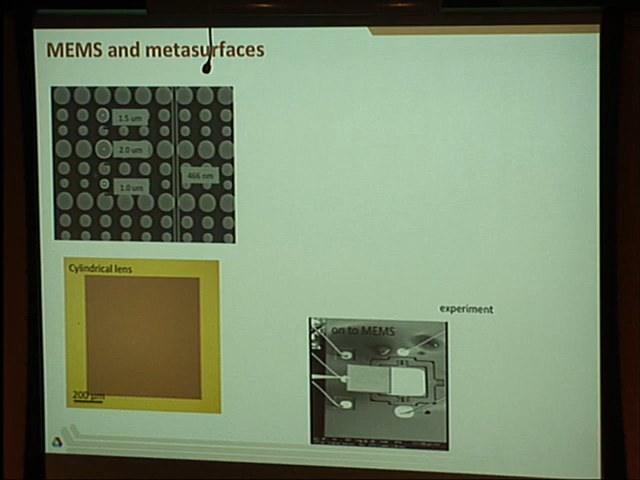 MEMS and metasurfaces
1.5 um
2.0 um
466 nm
1.0 um
Cylindrical lens
200 µm
experiment
on to MEMS